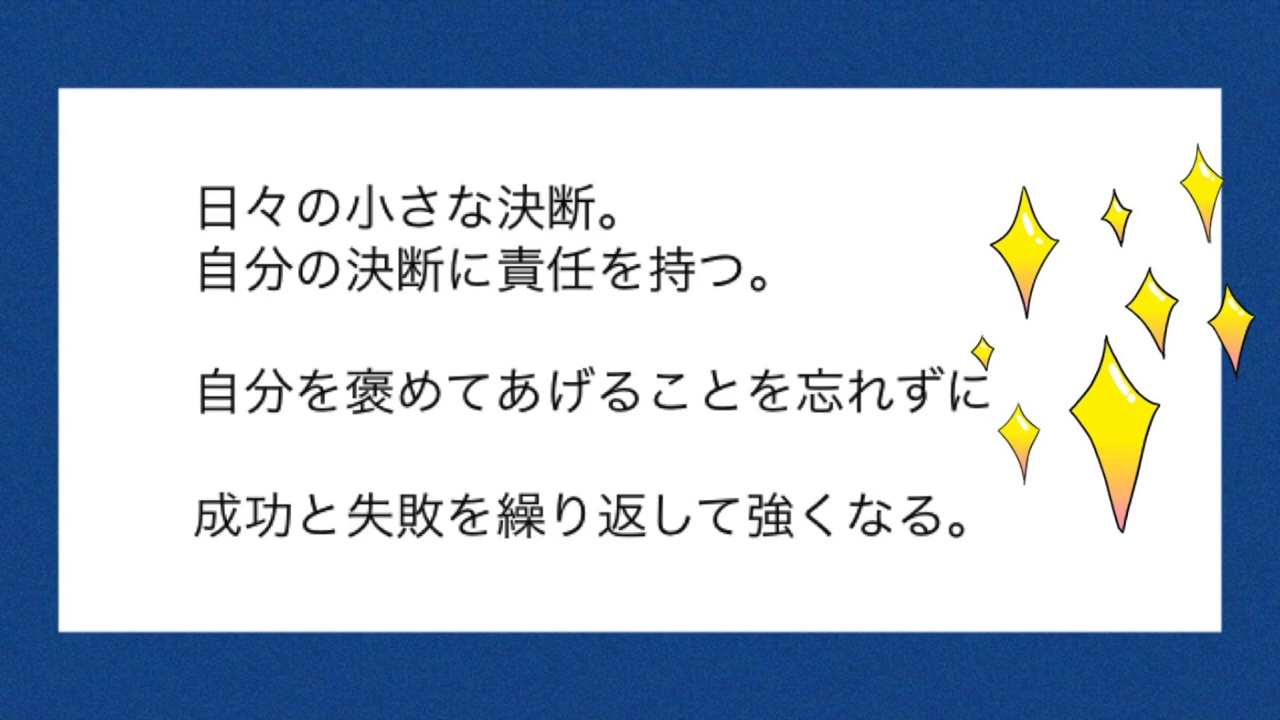 日々の小さな決断。
自分の決断に責任を持つ。
自分を褒めてあげることを忘れずに
成功と失敗を繰り返して強くなる。